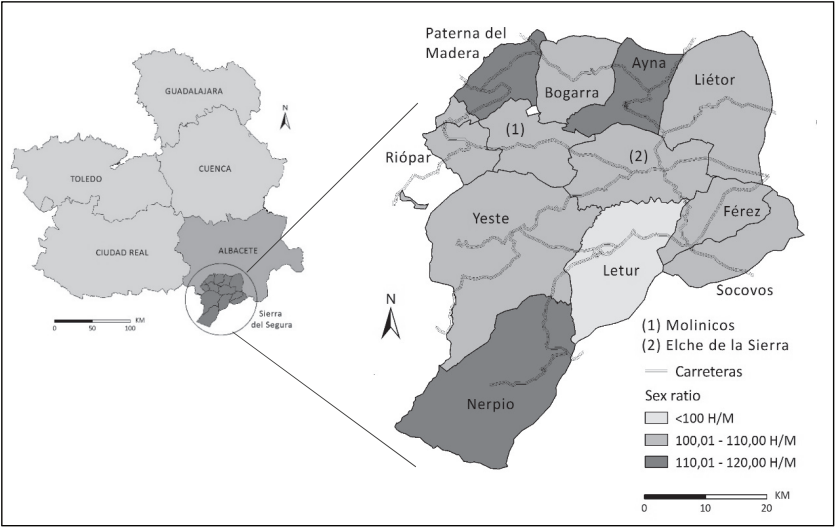 GUADALAJARA
N
TOLEDO
CUENCA
CIUDAD REAL
ALBACETE
Sierra
del Segura
KM
0 50 100
Paterna del
Madera
Bogarra
Ayna
Liétor
(1)
(2)
Riópar
Yeste
Férez
Letur
Socovos
N
Nerpio
(1) Molinicos
(2) Elche de la Sierra
Carreteras
Sex ratio
<100 H/M
100,01 - 110,00 H/M
110,01 - 120,00 H/M
KM
0 10 20